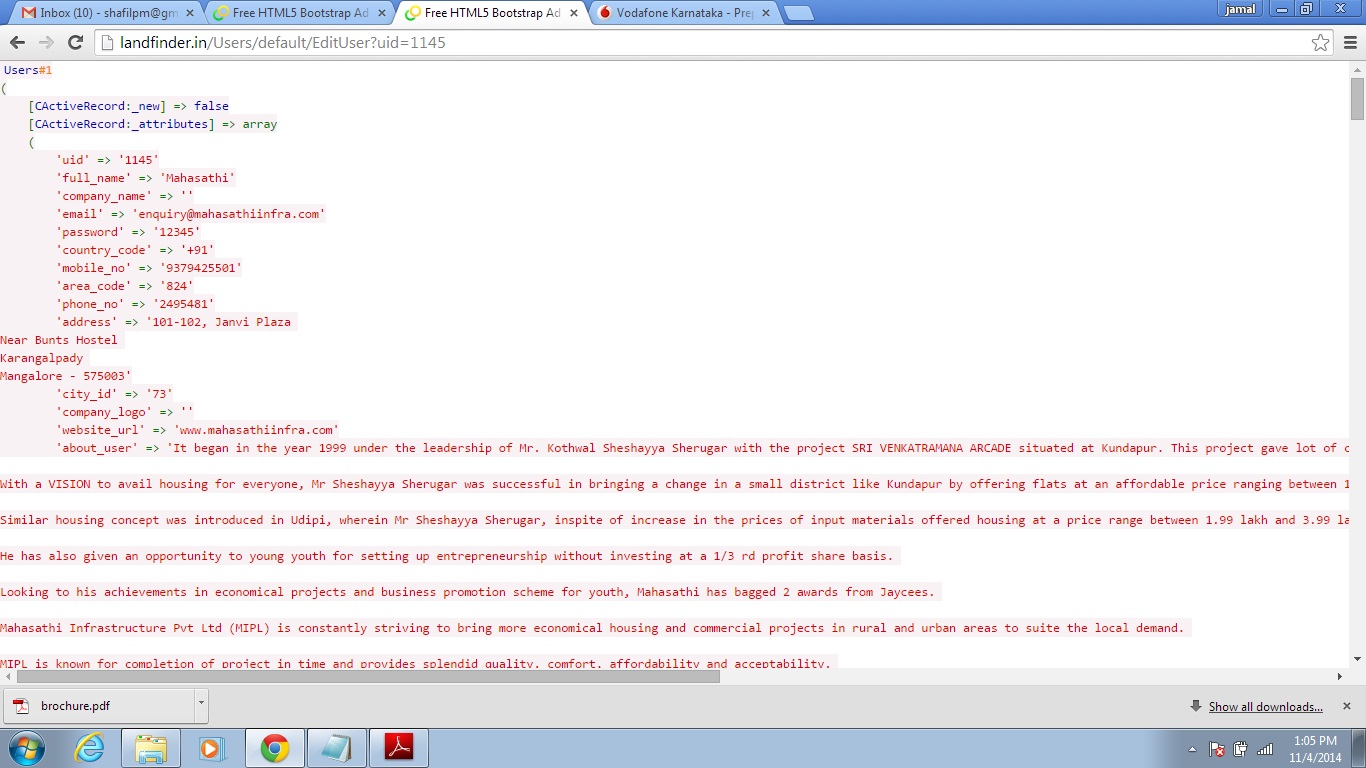 Inbox (10) - shafilpm@gm
Free HTML5 Bootstrap Ad
Free HTML5 Bootstrap Ad
Vodafone Karnataka - Prep
jamal
landfinder.in/Users/default/EditUser?uid=1145
Users#1
(
[CActiveRecord:_new] => false
[CActiveRecord:_attributes] => array
(
'uid' => '1145'
'full_name' => 'Mahasathi'
'company_name' => ''
'email' => 'enquiry@mahasathiinfra.com'
'password' => '12345'
'country_code' => '+91'
'mobile_no' => '9379425501'
'area_code' => '824'
'phone_no' => '2495481'
'address' => '101-102, Janvi Plaza
Near Bunts Hostel
Karangalpady
Mangalore - 575003'
'city_id' => '73'
'company_logo' => ''
'website_url' => 'www.mahasathiinfra.com'
'about_user' => 'It began in the year 1999 under the leadership of Mr. Kothwal Sheshayya Sherugar with the project SRI VENKATRAMANA ARCADE situated at Kundapur. This project gave lot of
With a VISION to avail housing for everyone, Mr Sheshayya Sherugar was successful in bringing a change in a small district like Kundapur by offering flats at an affordable price ranging between 1
Similar housing concept was introduced in Udipi, wherein Mr Sheshayya Sherugar, inspite of increase in the prices of input materials offered housing at a price range between 1.99 lakh and 3.99 la
He has also given an opportunity to young youth for setting up entrepreneurship without investing at a 1/3 rd profit share basis.
Looking to his achievements in economical projects and business promotion scheme for youth, Mahasathi has bagged 2 awards from Jaycees.
Mahasathi Infrastructure Pvt Ltd (MIPL) is constantly striving to bring more economical housing and commercial projects in rural and urban areas to suite the local demand.
MIPL is known for completion of project in time and provides splendid quality, comfort, affordability and acceptability.
brochure.pdf
Show all downloads...
1:05 PM
11/4/2014